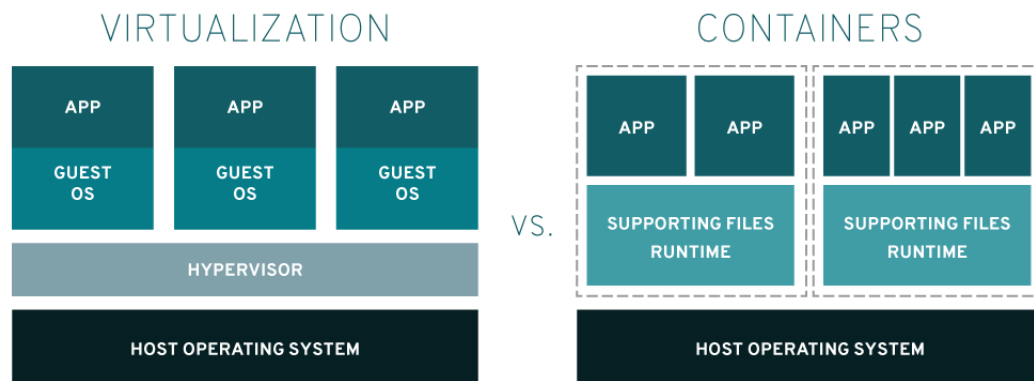 VIRTUALIZATION
APP
APP
APP
GUEST
OS
GUEST
OS
GUEST
OS
HYPERVISOR
HOST OPERATING SYSTEM
VS.
CONTAINERS
APP
APP
SUPPORTING FILES
RUNTIME
APP
APP
APP
SUPPORTING FILES
RUNTIME
HOST OPERATING SYSTEM